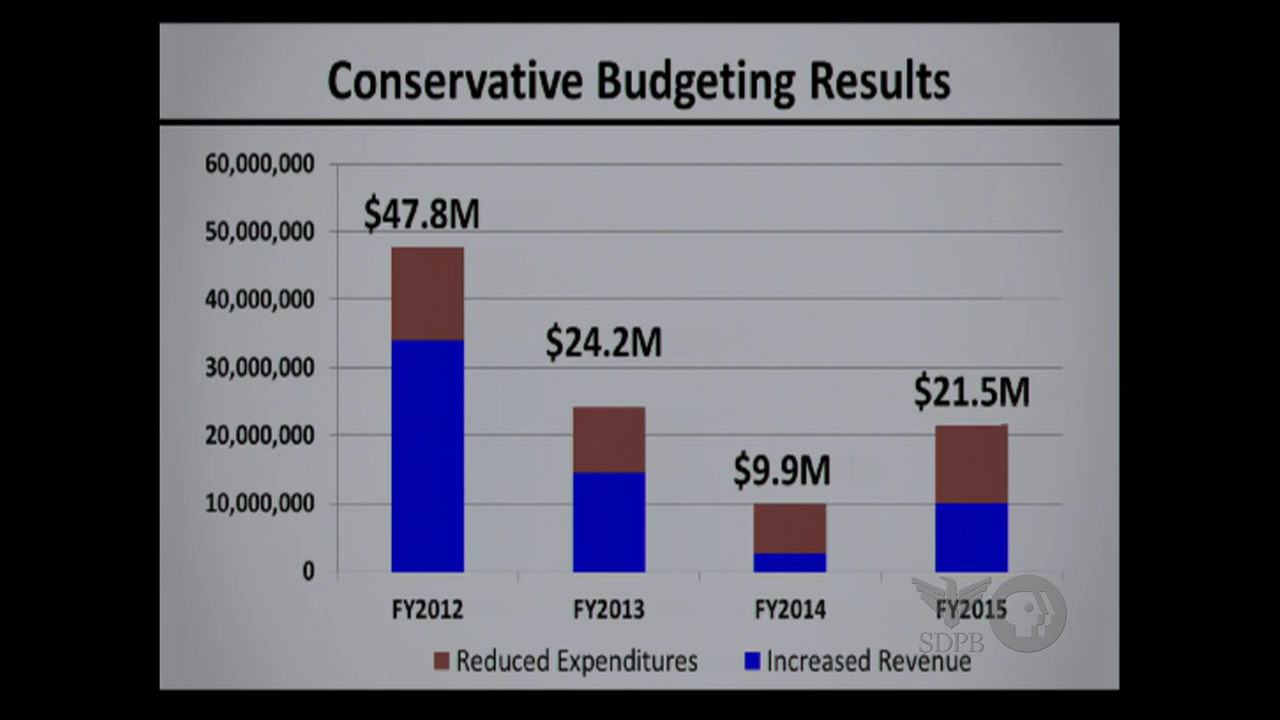 Conservative Budgeting Results
60,000,000
$47.8M
50,000,000
40,000,000
$24.2M
30,000,000
$21.5M
20,000,000
$9.9M
10,000,000
0
FY2012 FY2013 FY2014 FY2015
SDPB
Reduced Expenditures Increased Revenue